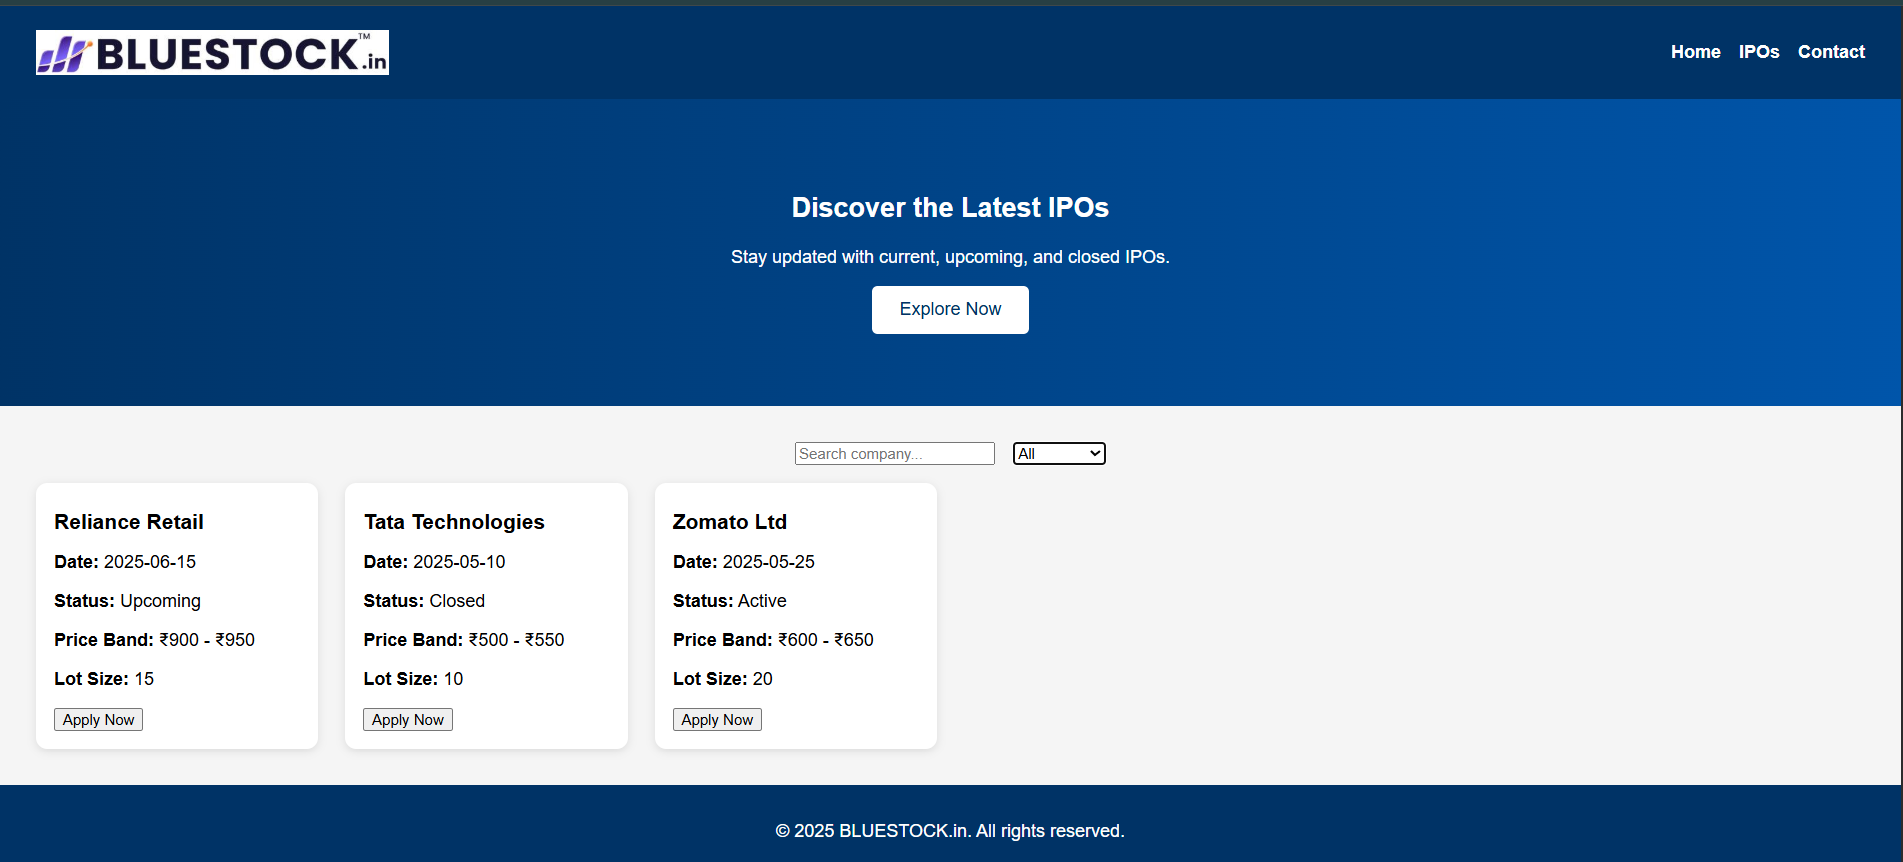 BLUESTOCK.in™
Home IPOs Contact
Discover the Latest IPOs
Stay updated with current, upcoming, and closed IPOs.
Explore Now
Search company... All
Reliance Retail
Date: 2025-06-15
Status: Upcoming
Price Band: ₹900 - ₹950
Lot Size: 15
Apply Now
Tata Technologies
Date: 2025-05-10
Status: Closed
Price Band: ₹500 - ₹550
Lot Size: 10
Apply Now
Zomato Ltd
Date: 2025-05-25
Status: Active
Price Band: ₹600 - ₹650
Lot Size: 20
Apply Now
© 2025 BLUESTOCK.in. All rights reserved.